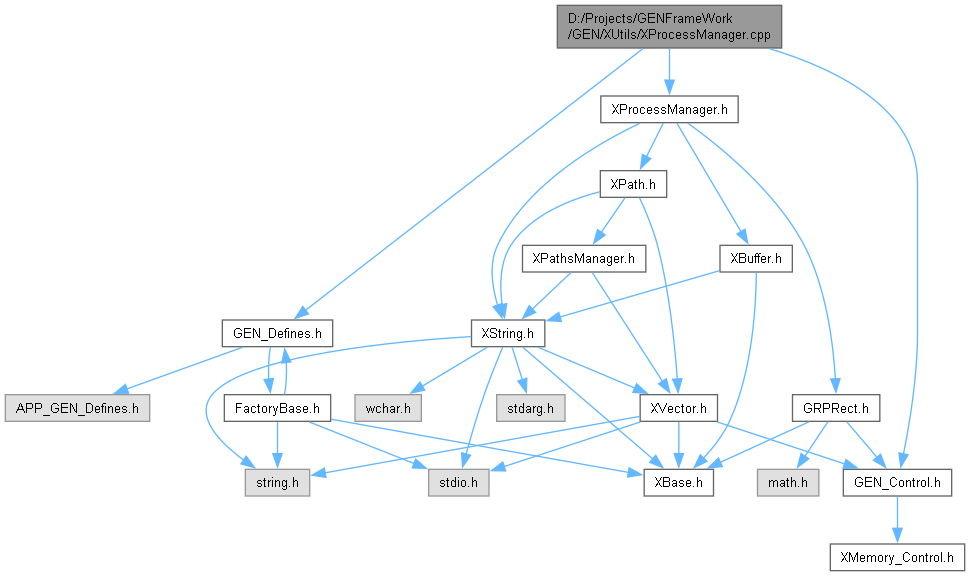 D:/Projects/GENFrameWork
/GEN/XUtils/XProcessManager.cpp
XProcessManager.h
XPath.h
XPathsManager.h
XBuffer.h
GEN_Defines.h
XString.h
APP_GEN_Defines.h
FactoryBase.h
wchar.h
stdarg.h
XVector.h
GRPRect.h
string.h
stdio.h
XBase.h
math.h
GEN_Control.h
XMemory_Control.h